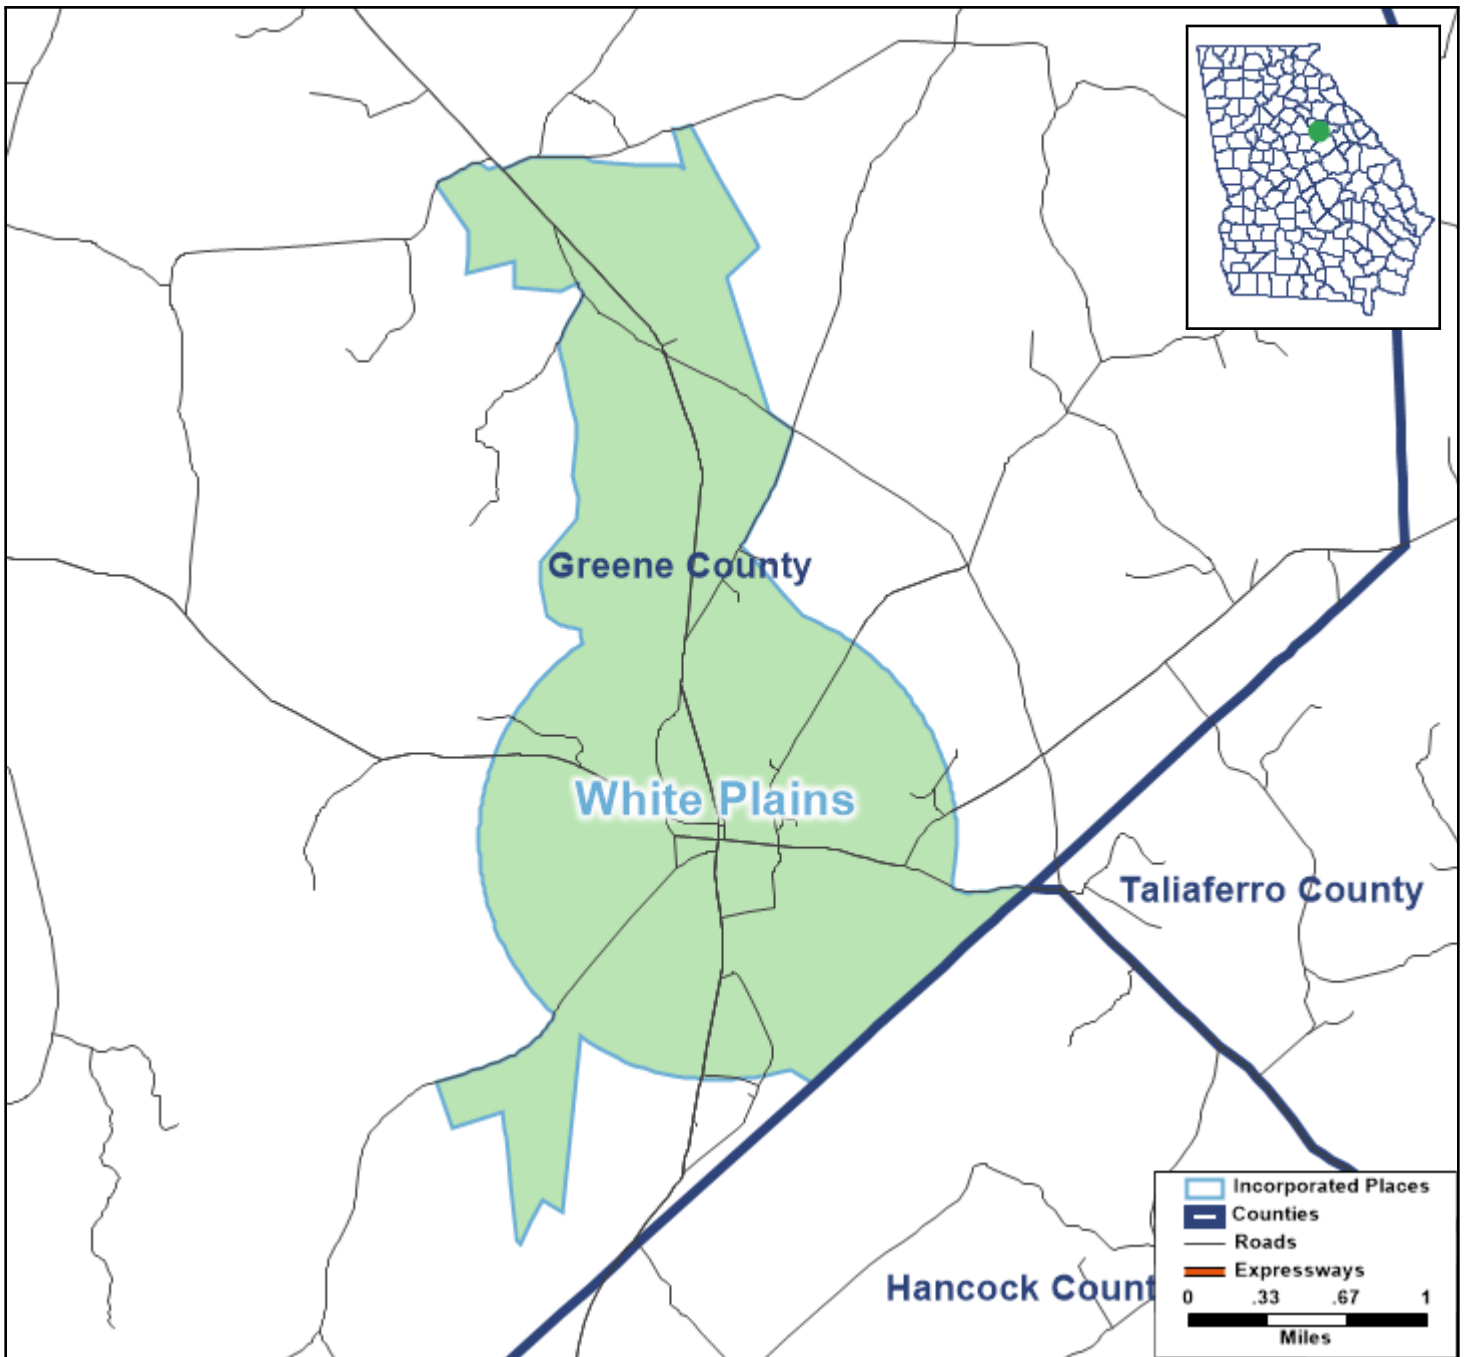 Greene County
White Plains
Taliaferro County
Hancock Count
Incorporated Places
Counties
Roads
Expressways
0 .33 .67 1
Miles